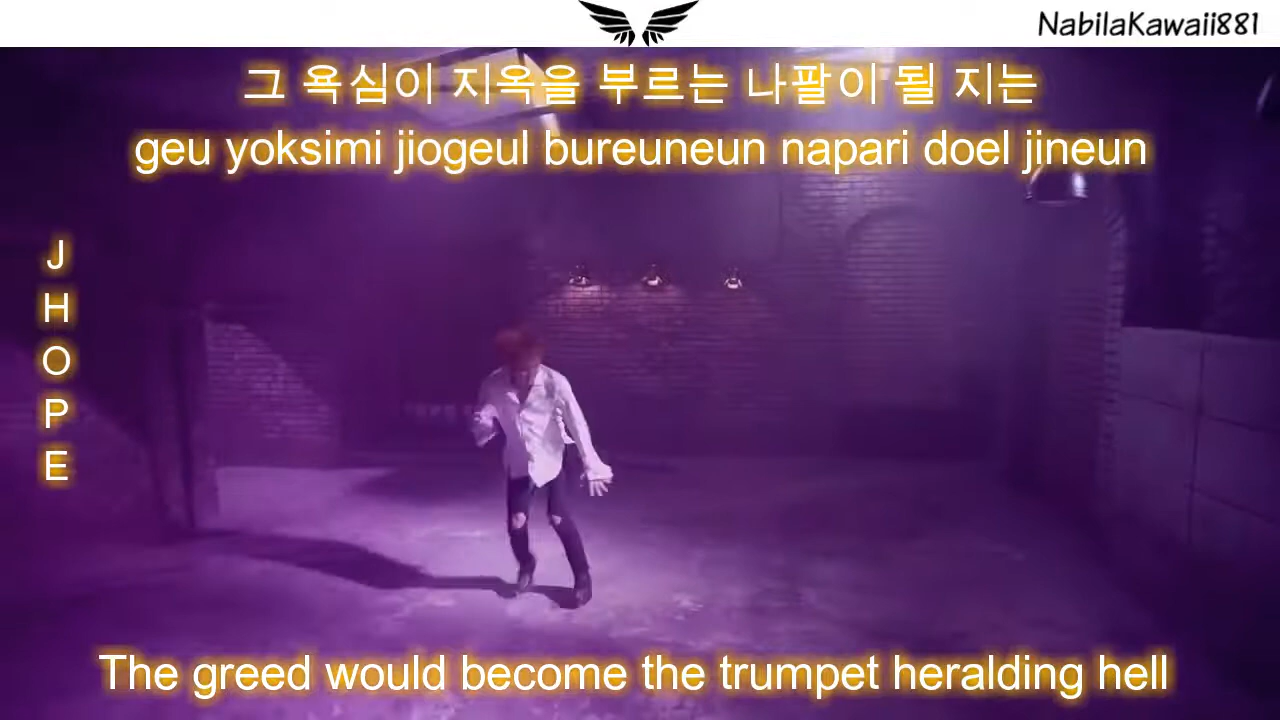 NabilaKawaii881
그 욕심이 지옥을 부르는 나팔이 될 지는
geu yoksimi jiogeul bureuneun napari doel jineun
J
H
O
P
E
The greed would become the trumpet heralding hell